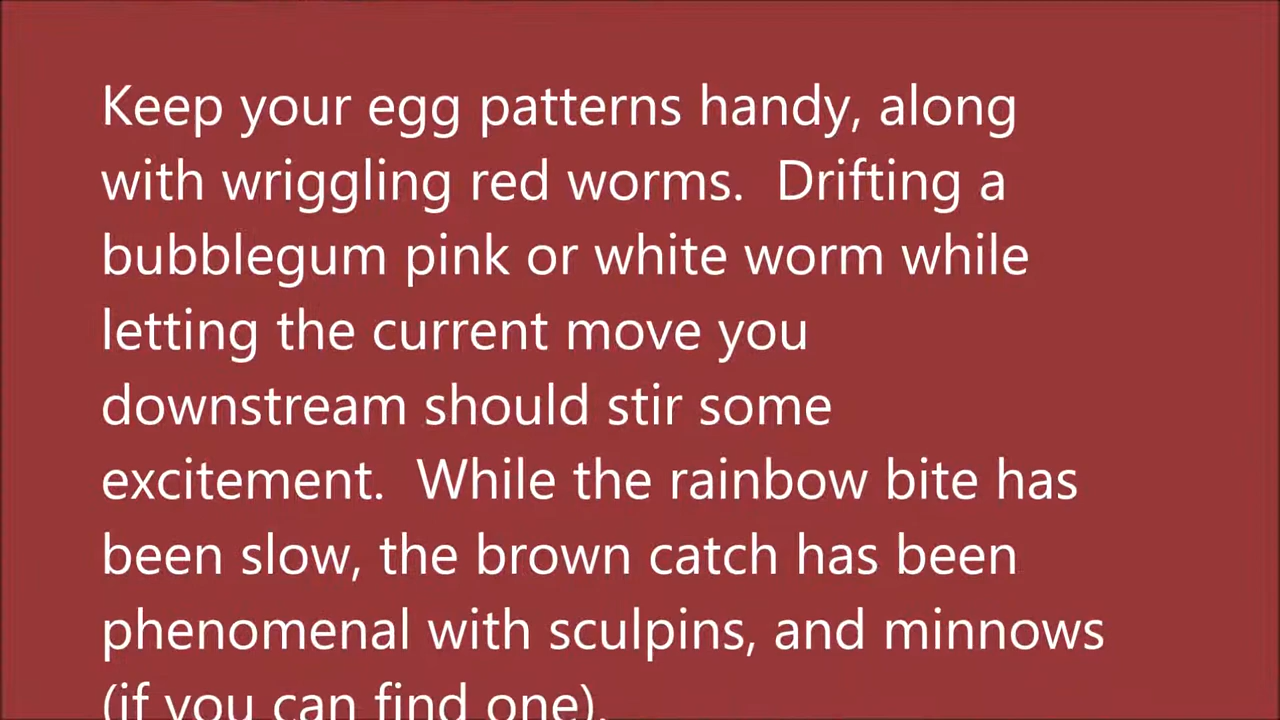 Keep your egg patterns handy, along
with wriggling red worms.  Drifting a
bubblegum pink or white worm while
letting the current move you
downstream should stir some
excitement.  While the rainbow bite has
been slow, the brown catch has been
phenomenal with sculpins, and minnows
(if you can find one).